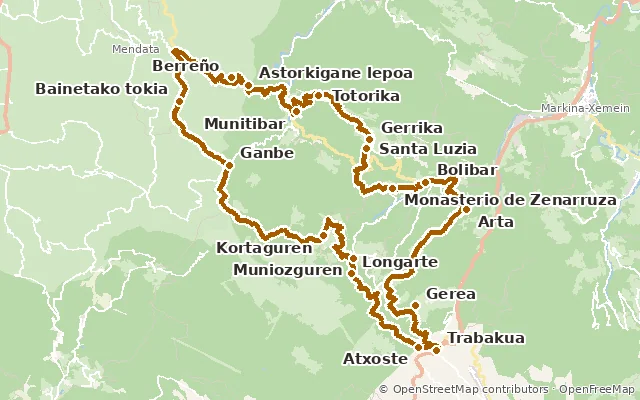 Mendata
Berreño
Astorkigane lepoa
Bainetako tokia
Totorika
Markina-Xemein
Munitibar
Gerrika
Santa Luzia
Ganbe
Bolibar
Monasterio de Zenarruza
Arta
Kortaguren
Longarte
Muniozguren
Gerea
Trabakua
Atxoste
© OpenStreetMap contributors · OpenFreeMap